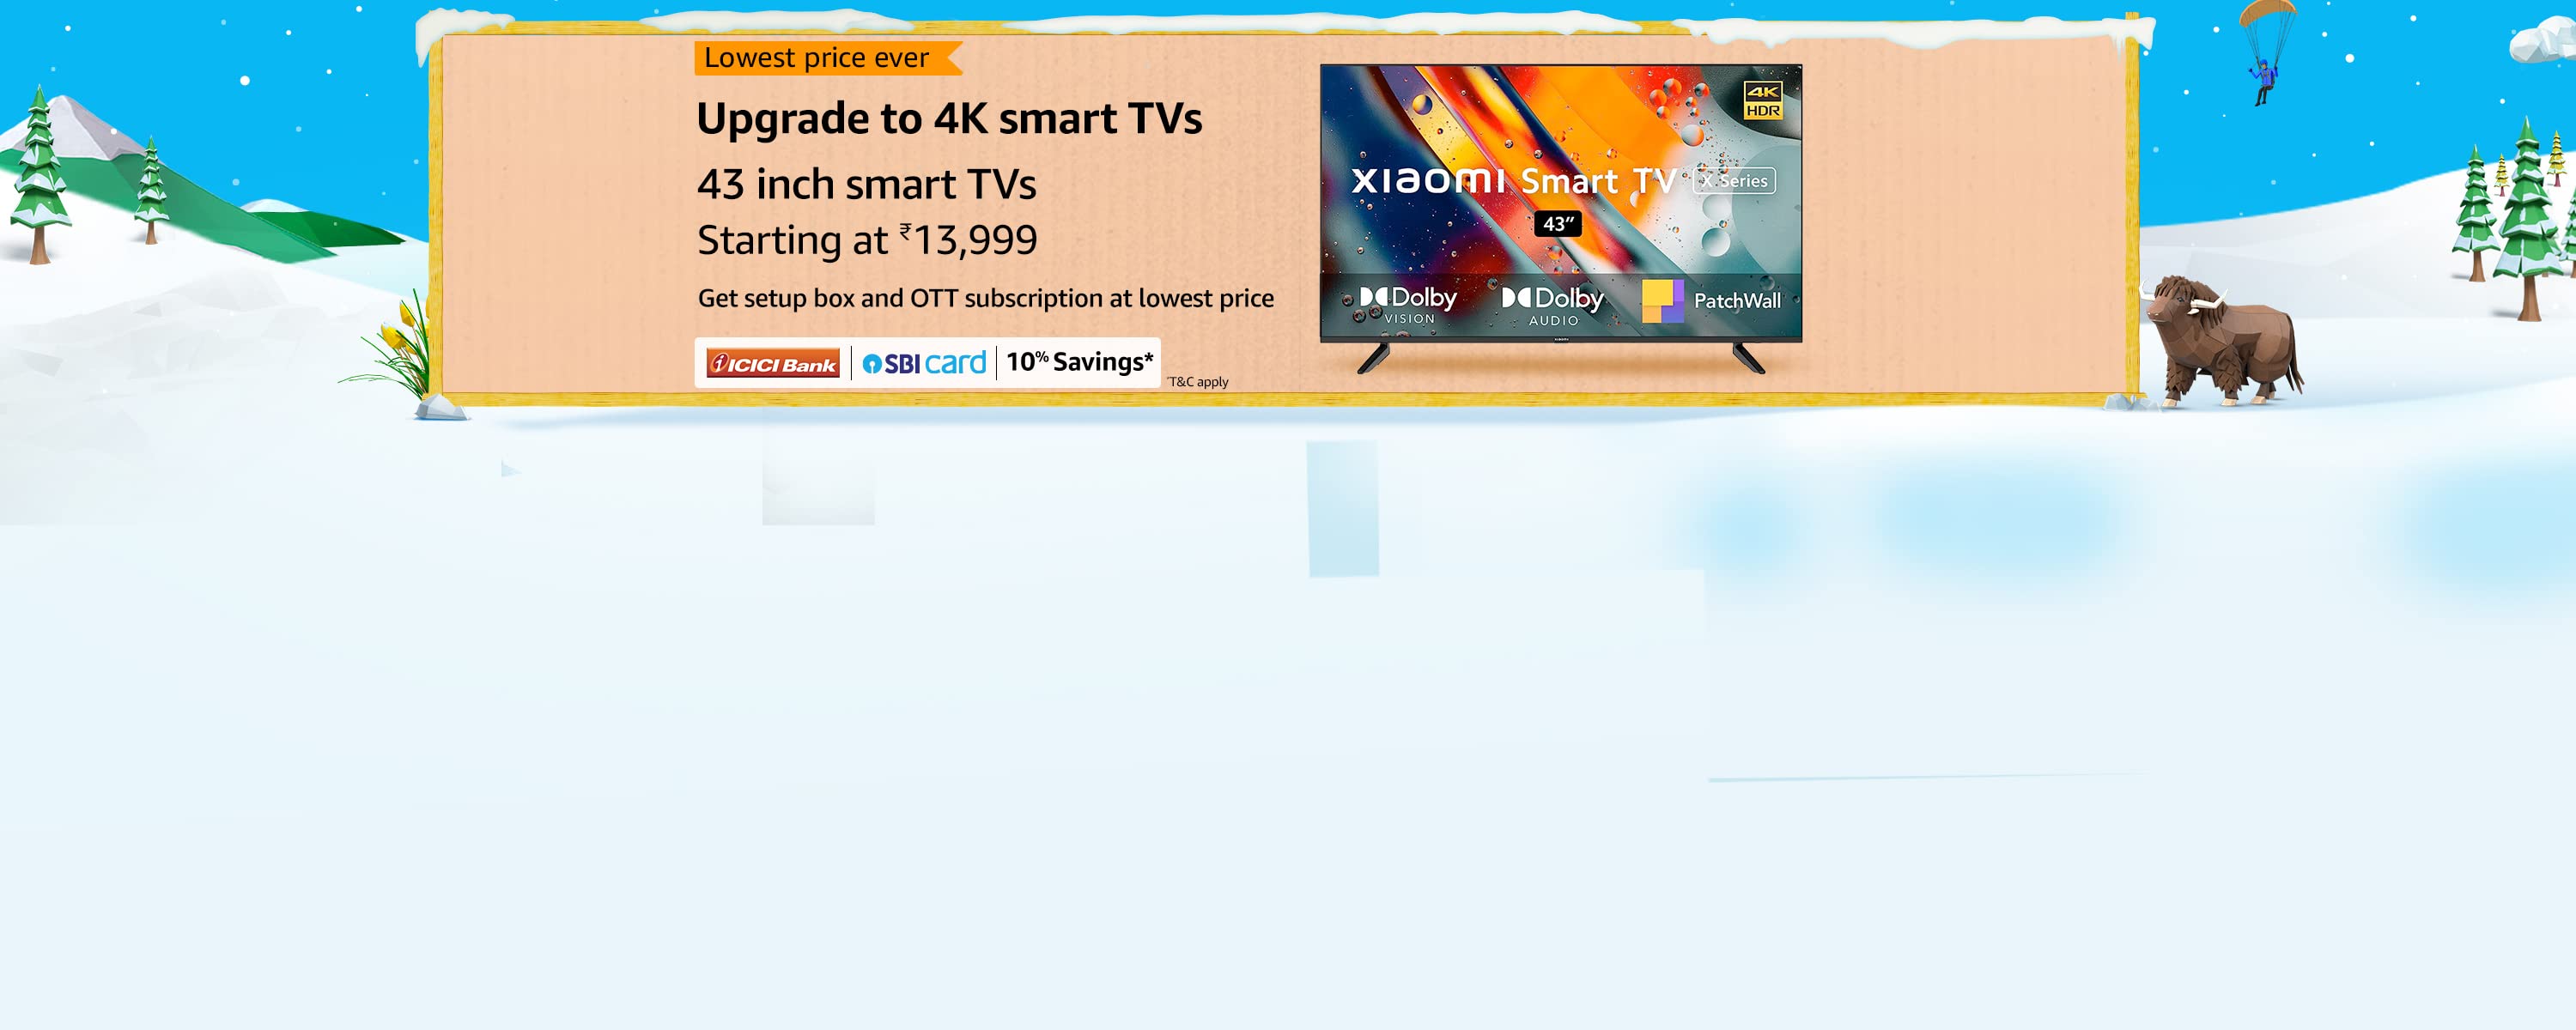 Lowest price ever
Upgrade to 4K smart TVs
43 inch smart TVs
Starting at ₹13,999
Get setup box and OTT subscription at lowest price
ICICI Bank
SBI card
10% Savings*
*T&C apply
4K
HDR
xiaomi Smart TV X Series
43”
Dolby
VISION
Dolby
AUDIO
PatchWall